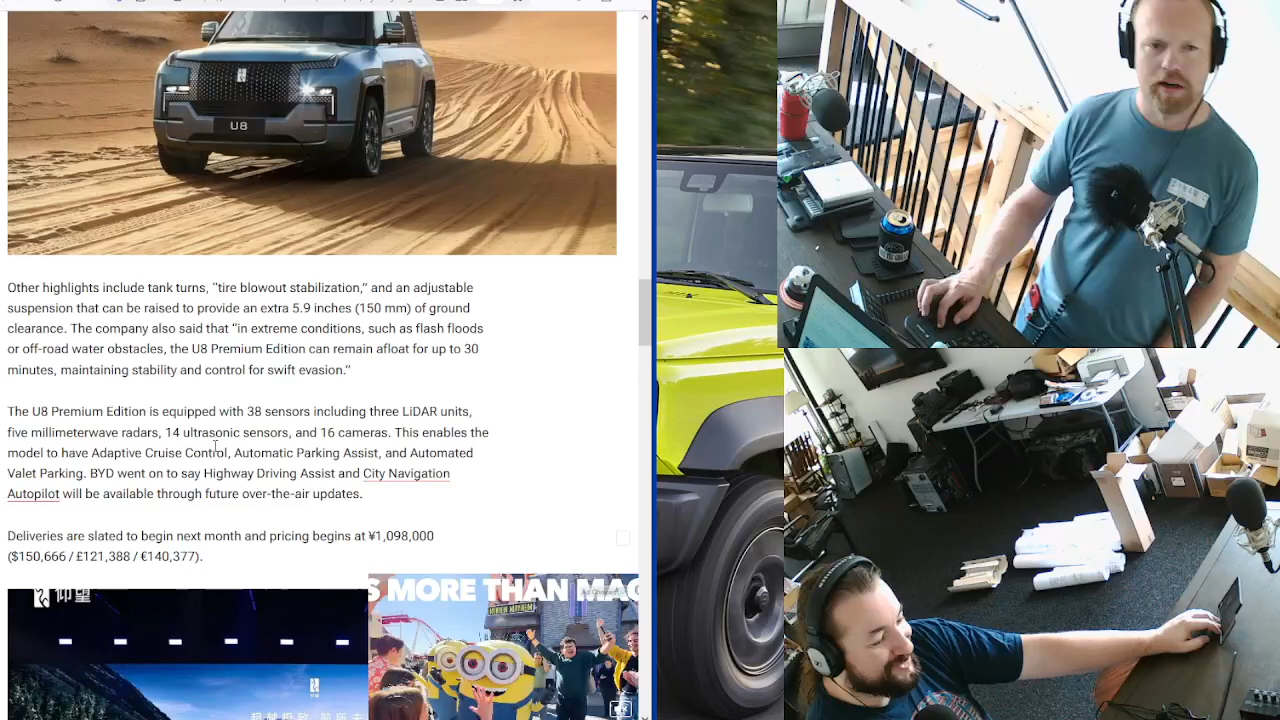 U8
Other highlights include tank turns, “tire blowout stabilization,” and an adjustable
suspension that can be raised to provide an extra 5.9 inches (150 mm) of ground
clearance. The company also said that “in extreme conditions, such as flash floods
or off-road water obstacles, the U8 Premium Edition can remain afloat for up to 30
minutes, maintaining stability and control for swift evasion.”
The U8 Premium Edition is equipped with 38 sensors including three LiDAR units,
five millimeterwave radars, 14 ultrasonic sensors, and 16 cameras. This enables the
model to have Adaptive Cruise Control, Automatic Parking Assist, and Automated
Valet Parking. BYD went on to say Highway Driving Assist and City Navigation
Autopilot will be available through future over-the-air updates.
Deliveries are slated to begin next month and pricing begins at ¥1,098,000
($150,666 / £121,388 / €140,377).
仰望
S MORE THAN MAG
MINION MAYHEM